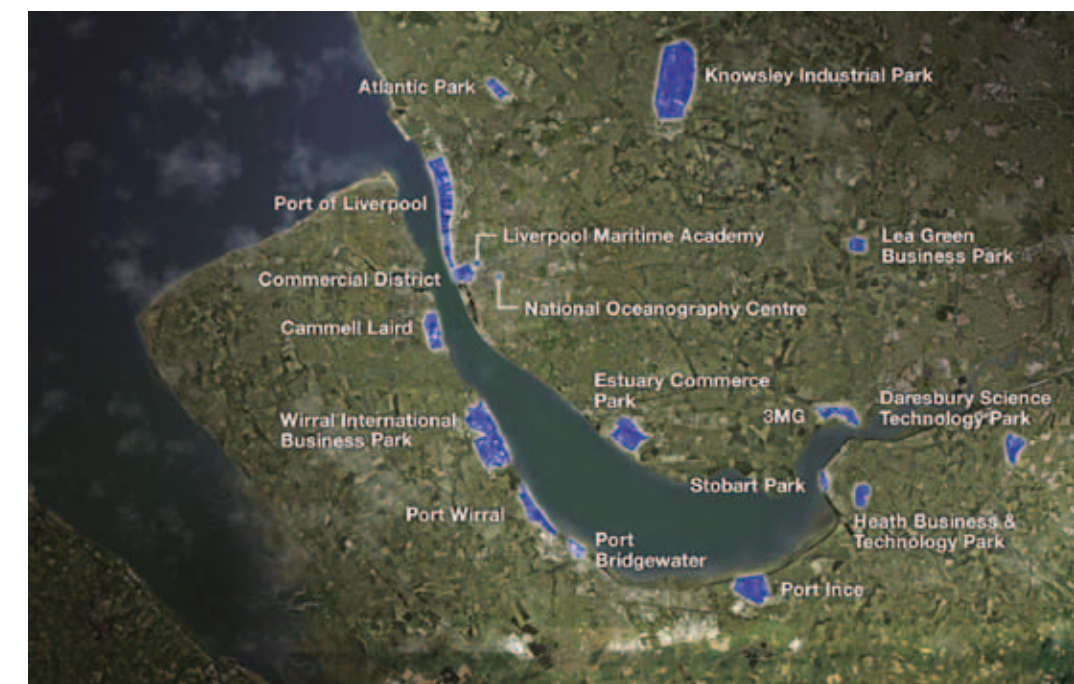 Knowsley Industrial Park
Atlantic Park
Port of Liverpool
Liverpool Maritime Academy
Lea Green
Business Park
Commercial District
National Oceanography Centre
Cammell Laird
Estuary Commerce
Park
3MG
Daresbury Science
Technology Park
Wirral International
Business Park
Stobart Park
Port Wirral
Heath Business &
Technology Park
Port
Bridgewater
Port Ince